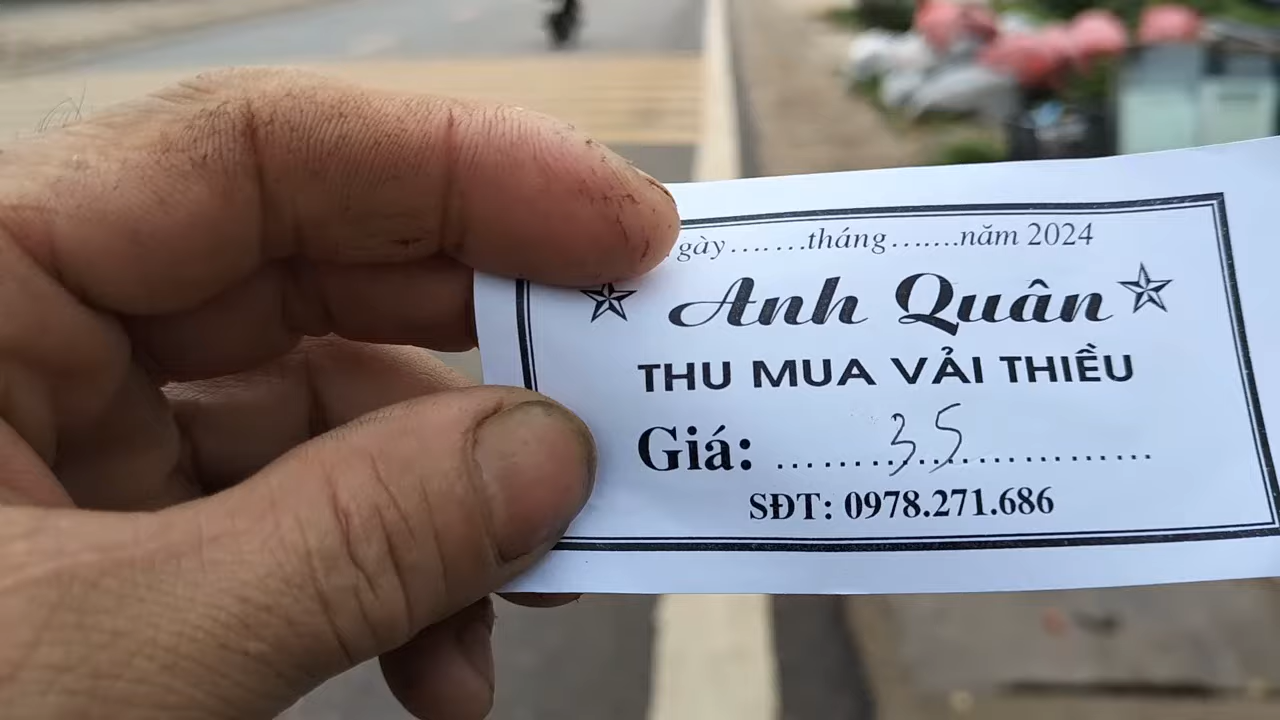 gày.......tháng.......năm 2024
Anh Quân
THU MUA VẢI THIỀU
Giá: ......35......
SĐT: 0978.271.686